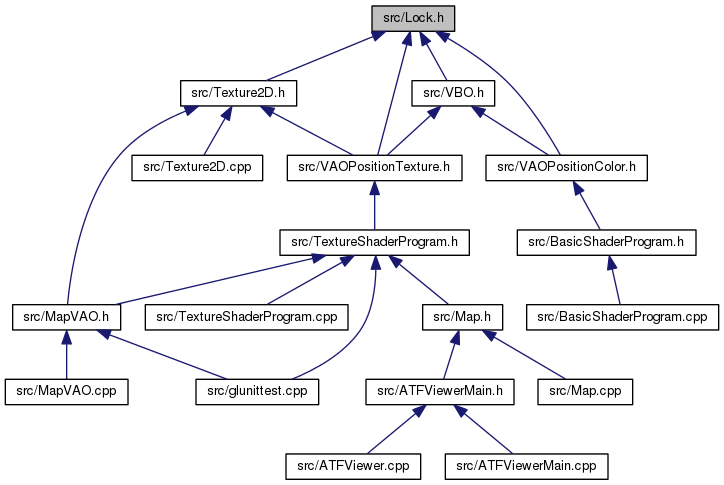 src/Lock.h
src/Texture2D.h
src/VBO.h
src/Texture2D.cpp
src/VAOPositionTexture.h
src/VAOPositionColor.h
src/TextureShaderProgram.h
src/BasicShaderProgram.h
src/MapVAO.h
src/TextureShaderProgram.cpp
src/Map.h
src/BasicShaderProgram.cpp
src/MapVAO.cpp
src/glunittest.cpp
src/ATFViewerMain.h
src/Map.cpp
src/ATFViewer.cpp
src/ATFViewerMain.cpp